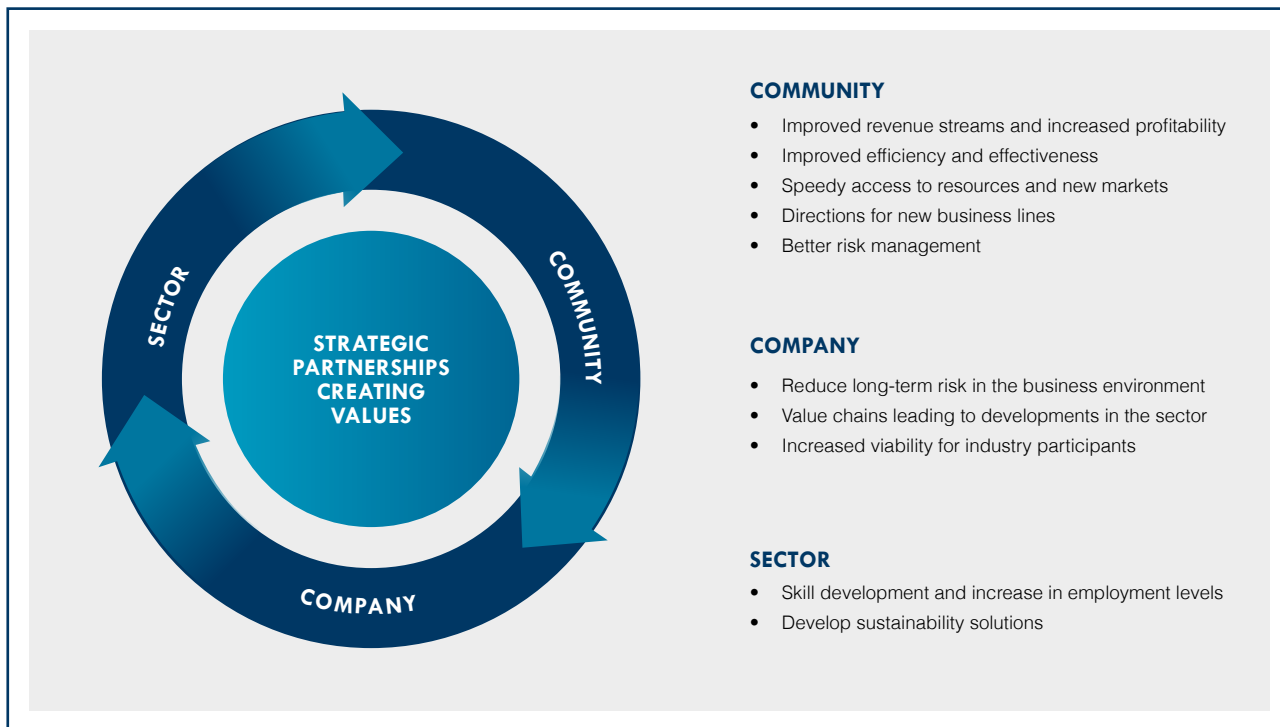 SECTOR
COMMUNITY
COMPANY
STRATEGIC
PARTNERSHIPS
CREATING
VALUES
COMMUNITY
• Improved revenue streams and increased profitability
• Improved efficiency and effectiveness
• Speedy access to resources and new markets
• Directions for new business lines
• Better risk management
COMPANY
• Reduce long-term risk in the business environment
• Value chains leading to developments in the sector
• Increased viability for industry participants
SECTOR
• Skill development and increase in employment levels
• Develop sustainability solutions